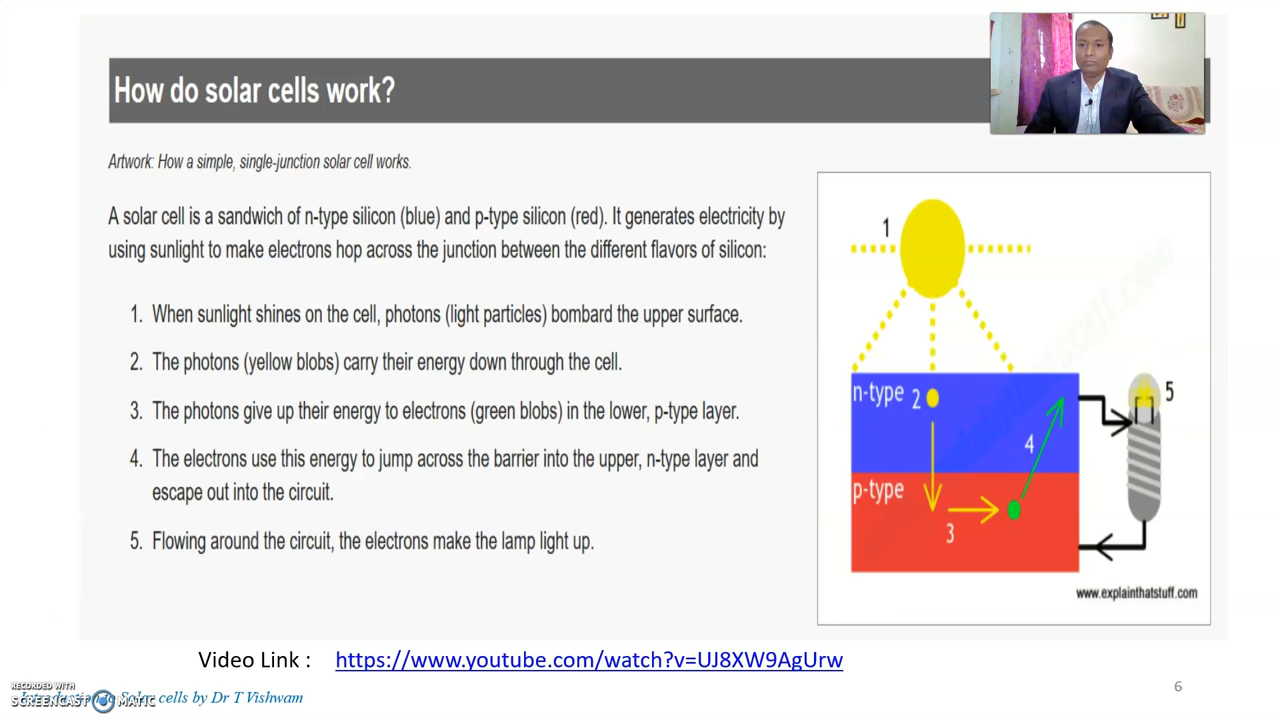 How do solar cells work?
Artwork: How a simple, single-junction solar cell works.
A solar cell is a sandwich of n-type silicon (blue) and p-type silicon (red). It generates electricity by
using sunlight to make electrons hop across the junction between the different flavors of silicon:
1. When sunlight shines on the cell, photons (light particles) bombard the upper surface.
2. The photons (yellow blobs) carry their energy down through the cell.
3. The photons give up their energy to electrons (green blobs) in the lower, p-type layer.
4. The electrons use this energy to jump across the barrier into the upper, n-type layer and
escape out into the circuit.
5. Flowing around the circuit, the electrons make the lamp light up.
1
n-type 2
5
4
p-type
3
www.explainthatstuff.com
Video Link : https://www.youtube.com/watch?v=UJ8XW9AgUrw
6
RECORDED WITH
SCREENCAST MATIC
Introduction to Solar cells by Dr T Vishwam